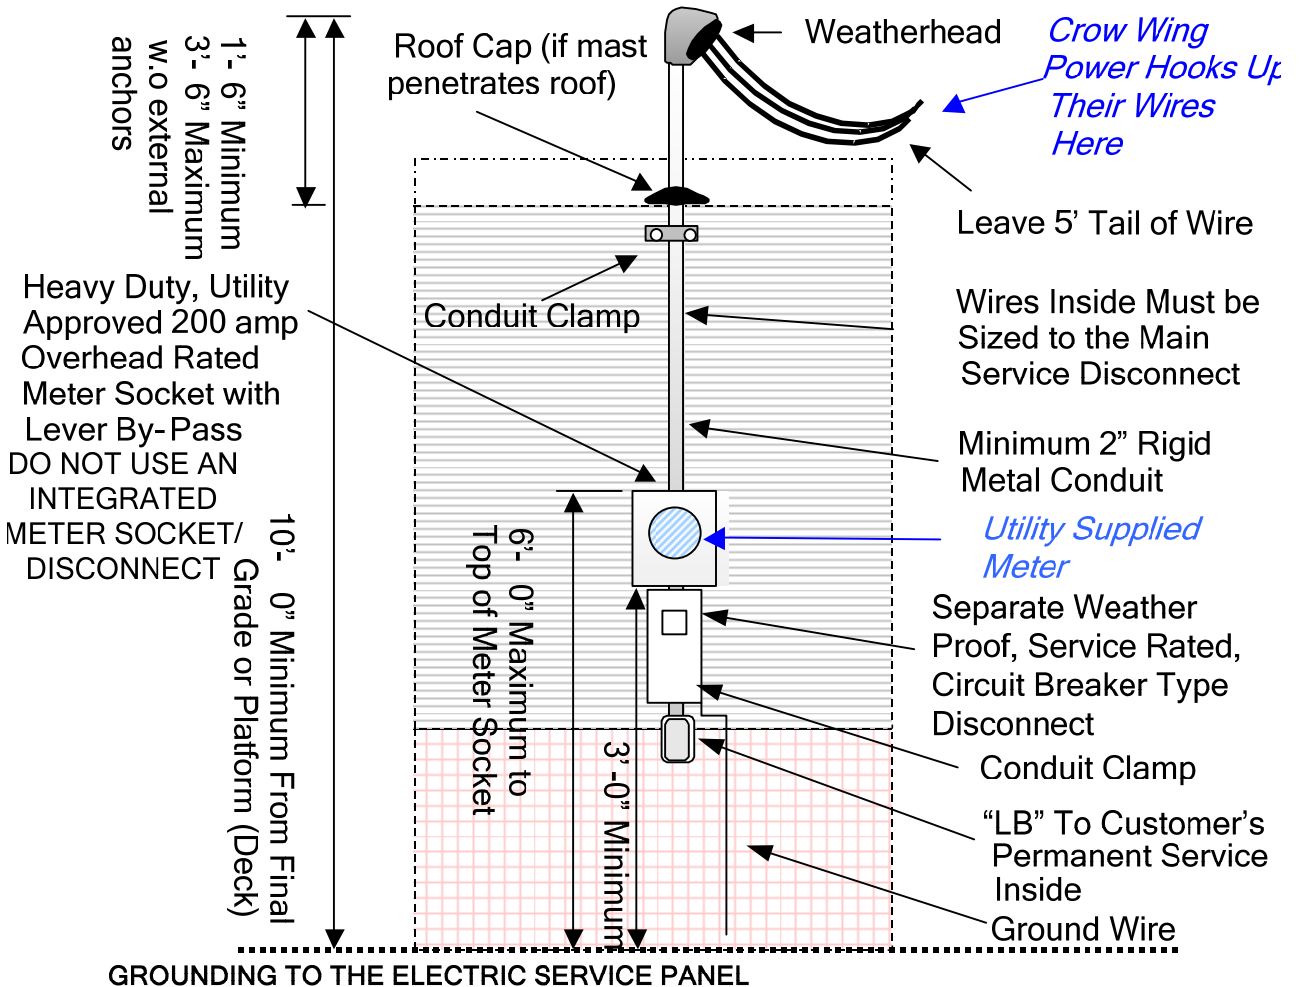 1’- 6” Minimum
3’- 6” Maximum
w.o external
anchors
Roof Cap (if mast
penetrates roof)
Weatherhead
Crow Wing
Power Hooks Up
Their Wires
Here
Leave 5’ Tail of Wire
Heavy Duty, Utility
Approved 200 amp
Overhead Rated
Meter Socket with
Lever By-Pass
DO NOT USE AN
INTEGRATED
METER SOCKET/
DISCONNECT
Conduit Clamp
Wires Inside Must be
Sized to the Main
Service Disconnect
Minimum 2” Rigid
Metal Conduit
Utility Supplied
Meter
Separate Weather
Proof, Service Rated,
Circuit Breaker Type
Disconnect
Conduit Clamp
“LB” To Customer’s
Permanent Service
Inside
Ground Wire
10’- 0” Minimum From Final
Grade or Platform (Deck)
6’- 0” Maximum to
Top of Meter Socket
3’-0” Minimum
GROUNDING TO THE ELECTRIC SERVICE PANEL